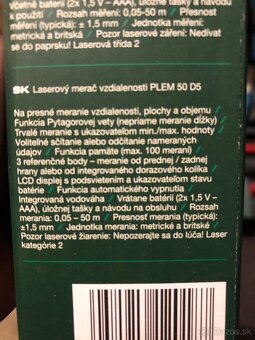 včetně baterií (2x 1,5 V – AAA), úložné tašky a návodu
k použití / Rozsah měření: 0,05-50 m / Přesnost
měření (typická): ± 1,5 mm / Jednotka měření:
metrická a britská / Pozor laserové záření: Nedívat
se do paprsku! Laserová třída 2
SK Laserový merač vzdialenosti PLEM 50 D5
Na presné meranie vzdialenosti, plochy a objemu /
Funkcia Pytagorovej vety (nepriame meranie dĺžky) /
Trvalé meranie s ukazovateľom min./max. hodnoty /
Voliteľné sčítanie alebo odčítanie údajov
merania / Funkcia pamäte (max. 100 meraní) /
3 referenčné body – meranie od prednej / zadnej
hrany alebo od integrovaného dorazového kolíka /
LCD displej s podsvietením a ukazovateľom stavu
batérie / Funkcia automatického vypnutia /
Integrovaná vodováha / Vrátane batérií (2x 1,5 V –
AAA), úložnej tašky a návodu na obsluhu / Rozsah
merania: 0,05 – 50 m / Presnosť merania (typická):
±1,5 mm / Jednotka merania: metrické a britské /
Pozor laserové žiarenie: Nepozerajte sa do lúča! Laser
kategórie 2
bazos.sk